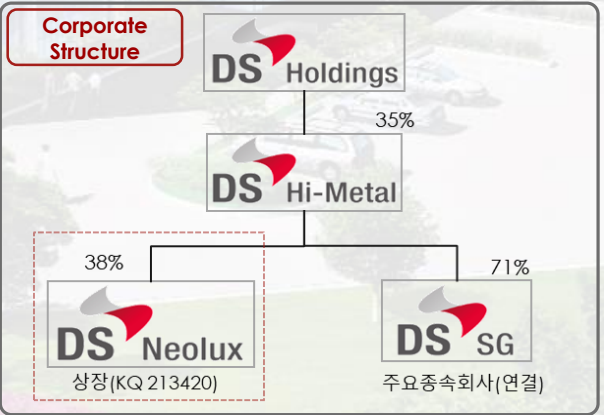 Corporate
Structure
DS Holdings
35%
DS Hi-Metal
38%
71%
DS Neolux
DS SG
상장(KQ 213420)
주요종속회사(연결)